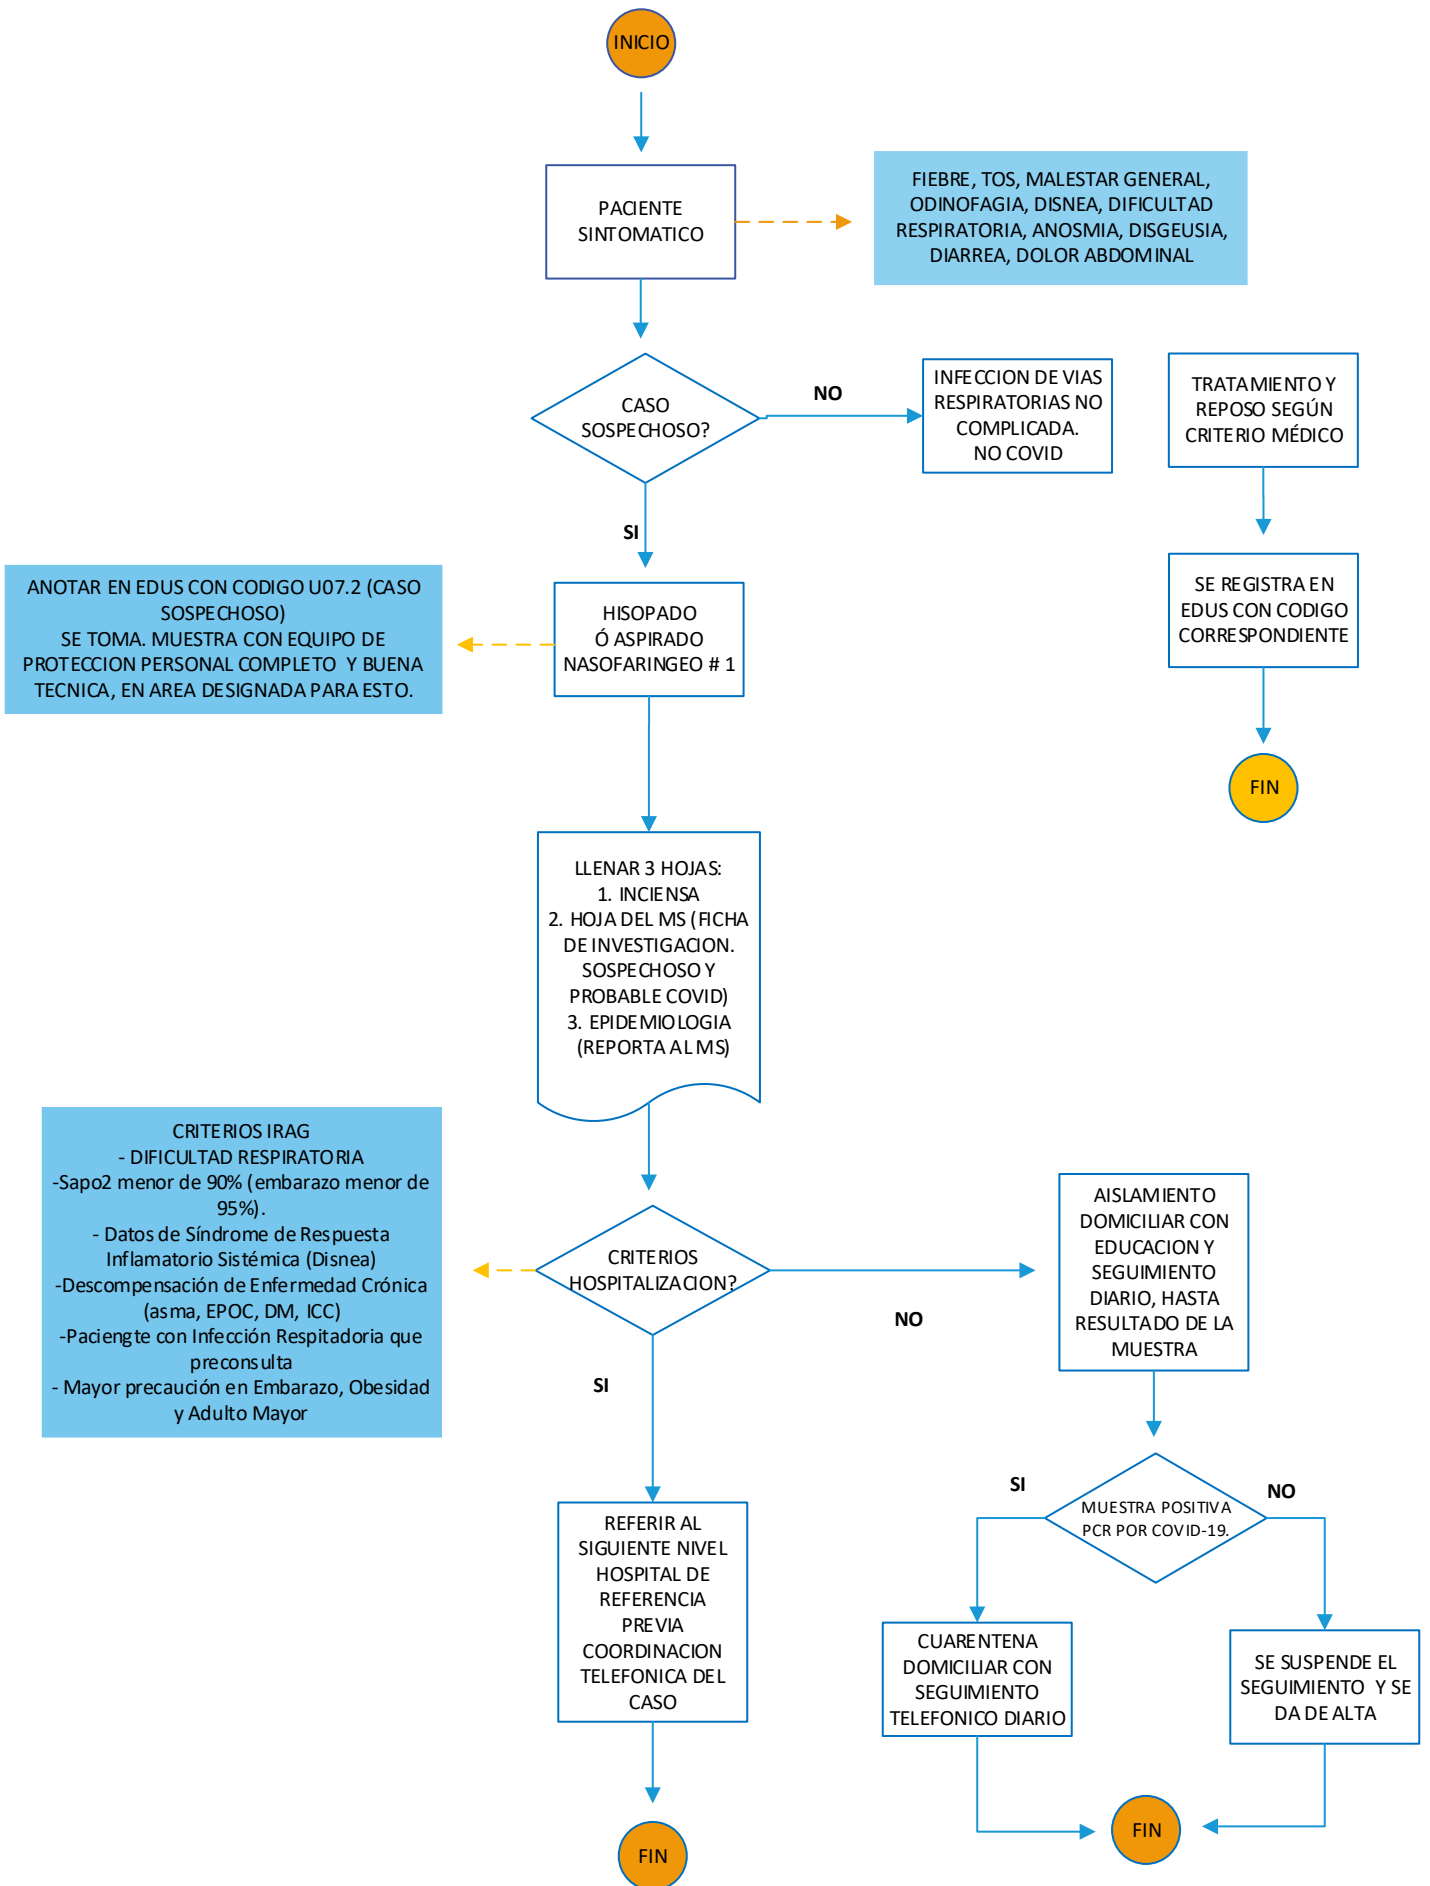 INICIO
PACIENTE
SINTOMATICO
FIEBRE, TOS, MALESTAR GENERAL,
ODINOFAGIA, DISNEA, DIFICULTAD
RESPIRATORIA, ANOSMIA, DISGEUSIA,
DIARREA, DOLOR ABDOMINAL
CASO
SOSPECHOSO?
NO
INFECCION DE VIAS
RESPIRATORIAS NO
COMPLICADA.
NO COVID
TRATAMIENTO Y
REPOSO SEGÚN
CRITERIO MÉDICO
SE REGISTRA EN
EDUS CON CODIGO
CORRESPONDIENTE
FIN
SI
ANOTAR EN EDUS CON CODIGO U07.2 (CASO
SOSPECHOSO)
SE TOMA. MUESTRA CON EQUIPO DE
PROTECCION PERSONAL COMPLETO Y BUENA
TECNICA, EN AREA DESIGNADA PARA ESTO.
HISOPADO
Ó ASPIRADO
NASOFARINGEO # 1
LLENAR 3 HOJAS:
1. INCIENSA
2. HOJA DEL MS (FICHA
DE INVESTIGACION.
SOSPECHOSO Y
PROBABLE COVID)
3. EPIDEMIOLOGIA
(REPORTA AL MS)
CRITERIOS IRAG
- DIFICULTAD RESPIRATORIA
-Sapo2 menor de 90% (embarazo menor de
95%).
- Datos de Síndrome de Respuesta
Inflamatorio Sistémica (Disnea)
-Descompensación de Enfermedad Crónica
(asma, EPOC, DM, ICC)
-Paciengte con Infección Respitadoria que
preconsulta
- Mayor precaución en Embarazo, Obesidad
y Adulto Mayor
CRITERIOS
HOSPITALIZACION?
NO
AISLAMIENTO
DOMICILIAR CON
EDUCACION Y
SEGUIMIENTO
DIARIO, HASTA
RESULTADO DE LA
MUESTRA
SI
REFERIR AL
SIGUIENTE NIVEL
HOSPITAL DE
REFERENCIA
PREVIA
COORDINACION
TELEFONICA DEL
CASO
FIN
MUESTRA POSITIVA
PCR POR COVID-19.
SI
NO
CUARENTENA
DOMICILIAR CON
SEGUIMIENTO
TELEFONICO DIARIO
SE SUSPENDE EL
SEGUIMIENTO Y SE
DA DE ALTA
FIN